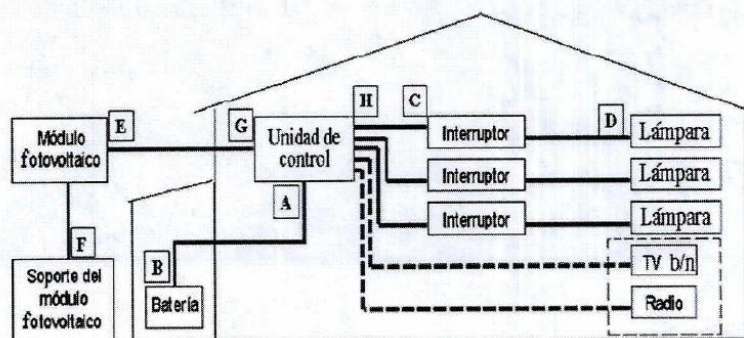 E
Módulo
fotovoltaico
G
Unidad de
control
H
C
Interruptor
D
Lámpara
Interruptor
Lámpara
Interruptor
Lámpara
A
F
Soporte del
módulo
fotovoltaico
B
Batería
TV b/n
Radio